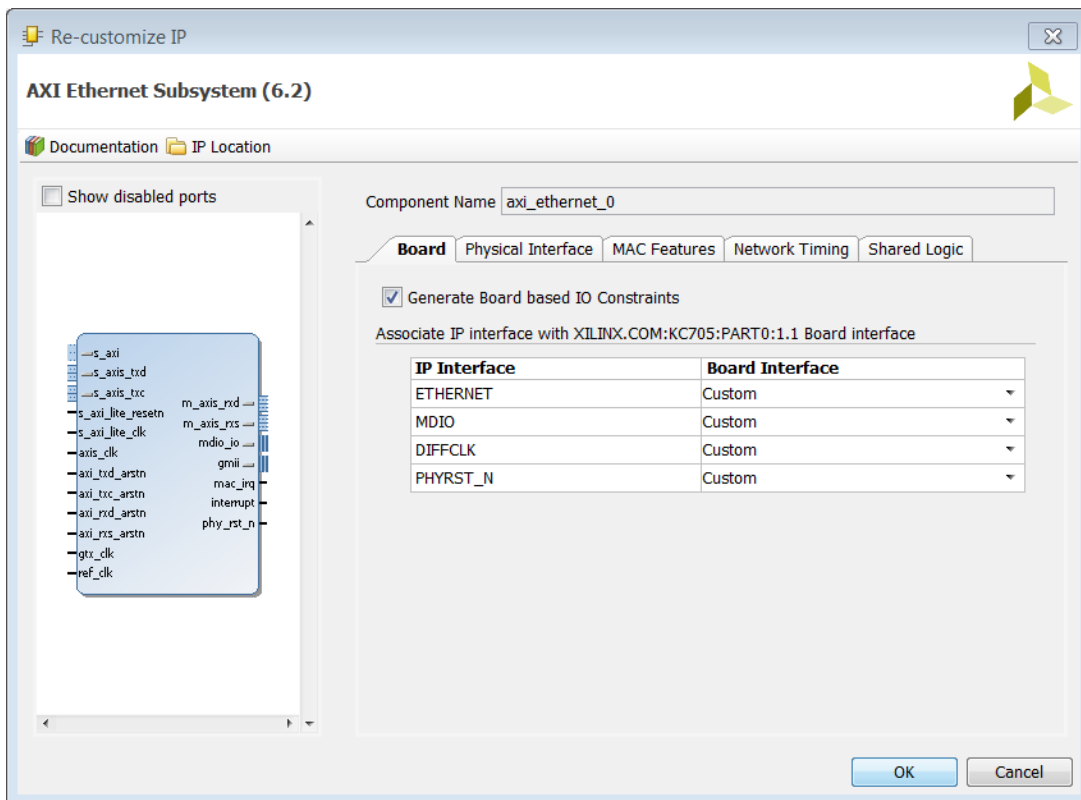 Re-customize IP
AXI Ethernet Subsystem (6.2)
Documentation IP Location
Show disabled ports
s_axi
s_axis_txd
s_axis_txc
s_axi_lite_resetn
s_axi_lite_clk
axis_clk
axi_txd_arstn
axi_txc_arstn
axi_rxd_arstn
axi_rxs_arstn
gtx_clk
ref_clk
m_axis_rxd
m_axis_rxs
mdio_io
gmii
mac_irq
interrupt
phy_rst_n
Component Name axi_ethernet_0
Board Physical Interface MAC Features Network Timing Shared Logic
Generate Board based IO Constraints
Associate IP interface with XILINX.COM:KC705:PART0:1.1 Board interface
IP Interface Board Interface
ETHERNET Custom
MDIO Custom
DIFFCLK Custom
PHYRST_N Custom
OK Cancel